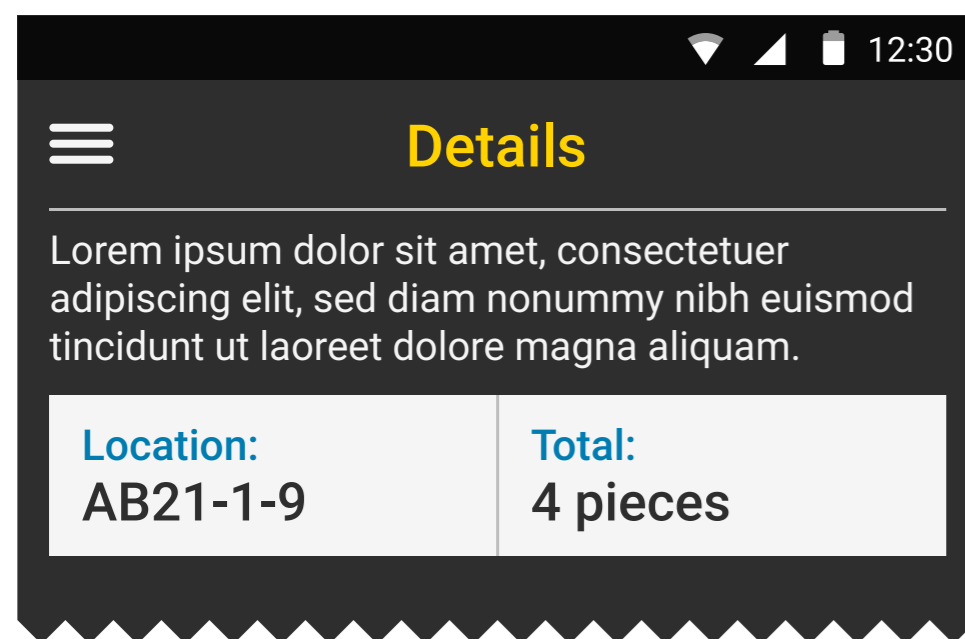 12:30
Details
Lorem ipsum dolor sit amet, consectetuer
adipiscing elit, sed diam nonummy nibh euismod
tincidunt ut laoreet dolore magna aliquam.
Location:
AB21-1-9
Total:
4 pieces